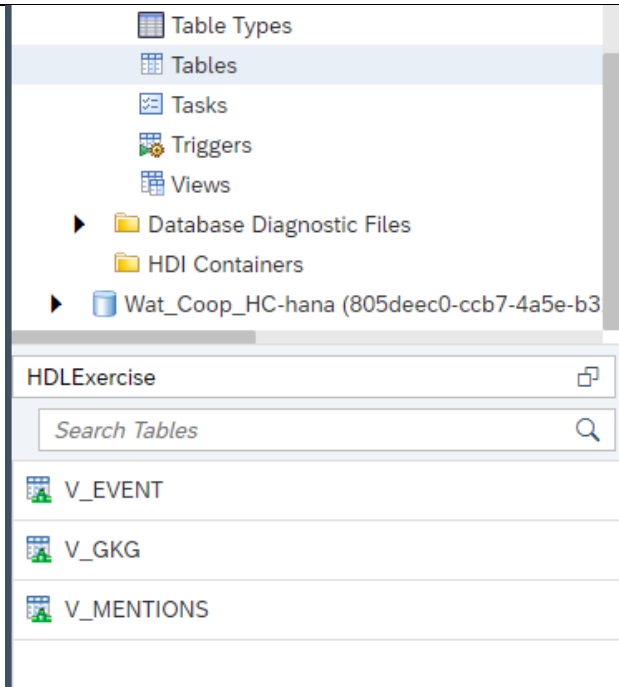 Table Types
Tables
Tasks
Triggers
Views
Database Diagnostic Files
HDI Containers
Wat_Coop_HC-hana (805deec0-ccb7-4a5e-b3
HDLExercise
Search Tables
V_EVENT
V_GKG
V_MENTIONS